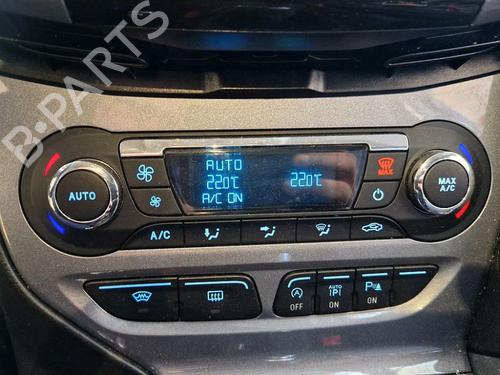 B-PARTS
AUTO
22.0℃ 22.0℃
A/C ON
MAX
AUTO
MAX
A/C
A/C
A
OFF
AUTO
P
ON
P
ON